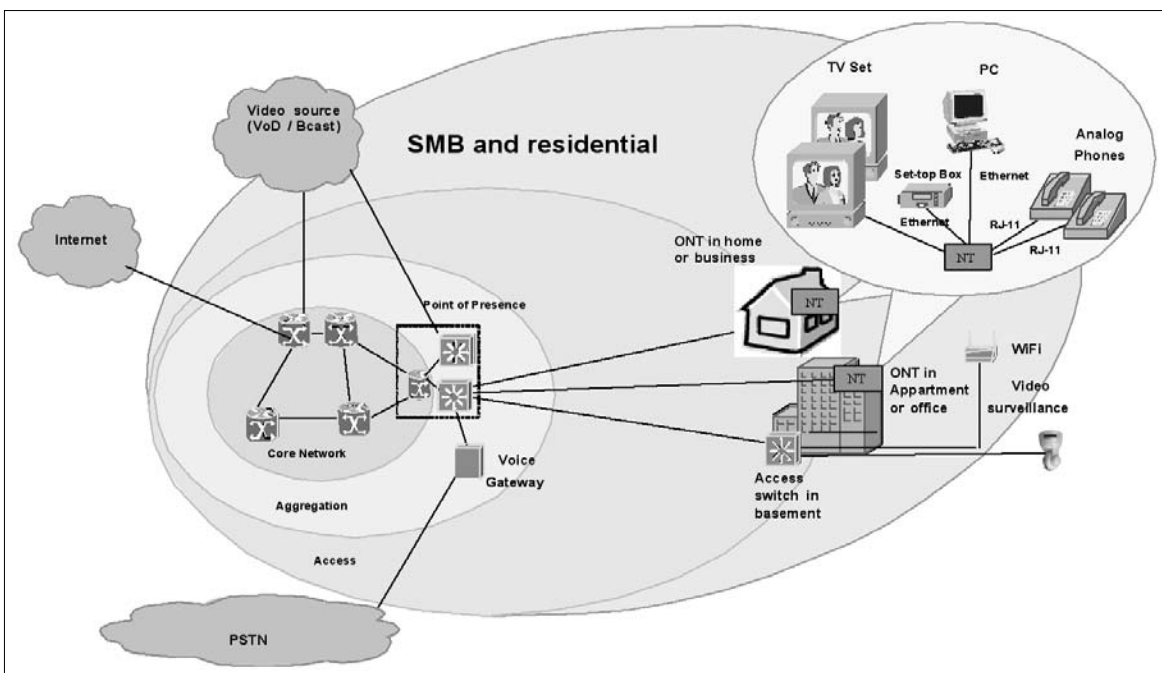 TV Set
PC
Video source
(VoD / Bcast)
SMB and residential
Analog
Phones
Set-top Box
Ethernet
Ethernet
RJ-11
RJ-11
NT
Internet
ONT in home
or business
NT
Point of Presence
WiFi
ONT in
Appartment
or office
NT
Video
surveillance
Core Network
Voice
Gateway
Access
switch in
basement
Aggregation
Access
PSTN